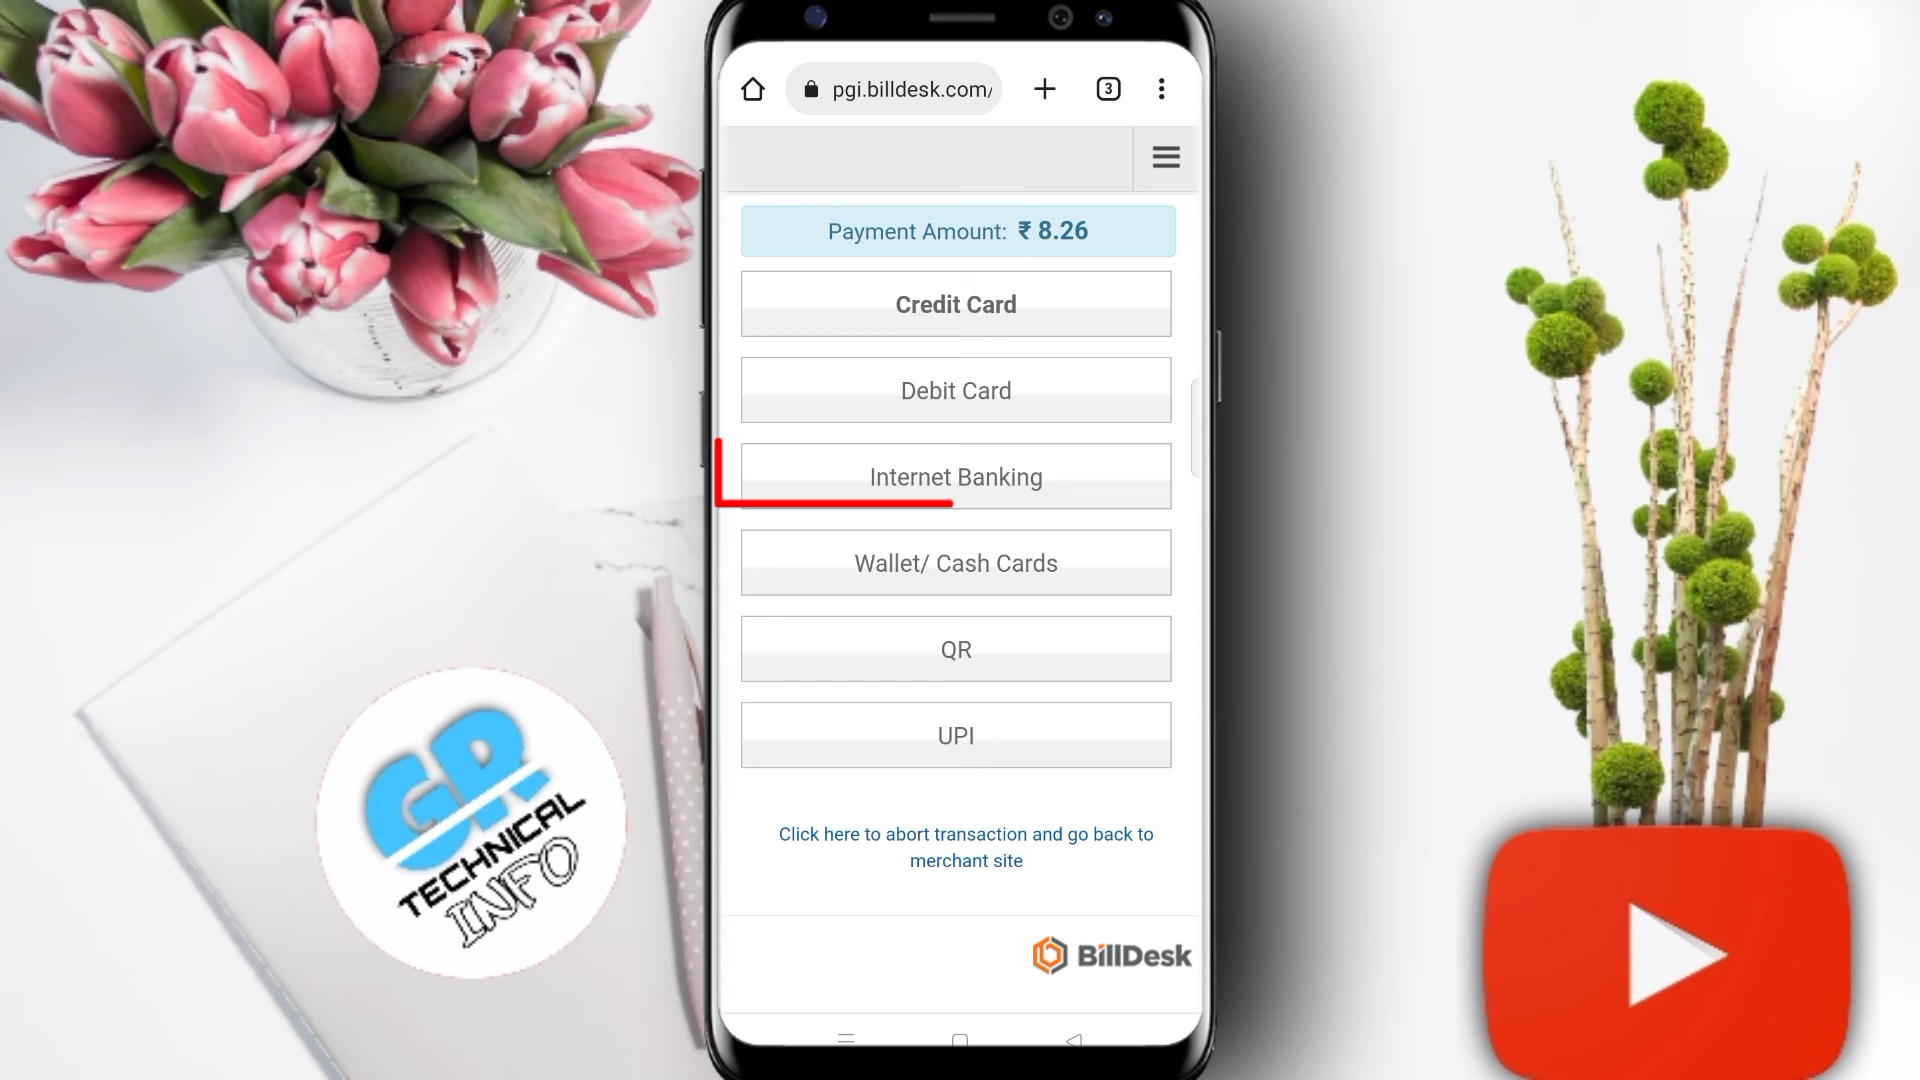 pgi.billdesk.com/
3
Payment Amount: ₹ 8.26
Credit Card
Debit Card
Internet Banking
Wallet/ Cash Cards
QR
UPI
Click here to abort transaction and go back to
merchant site
BillDesk
GR
TECHNICAL
INFO